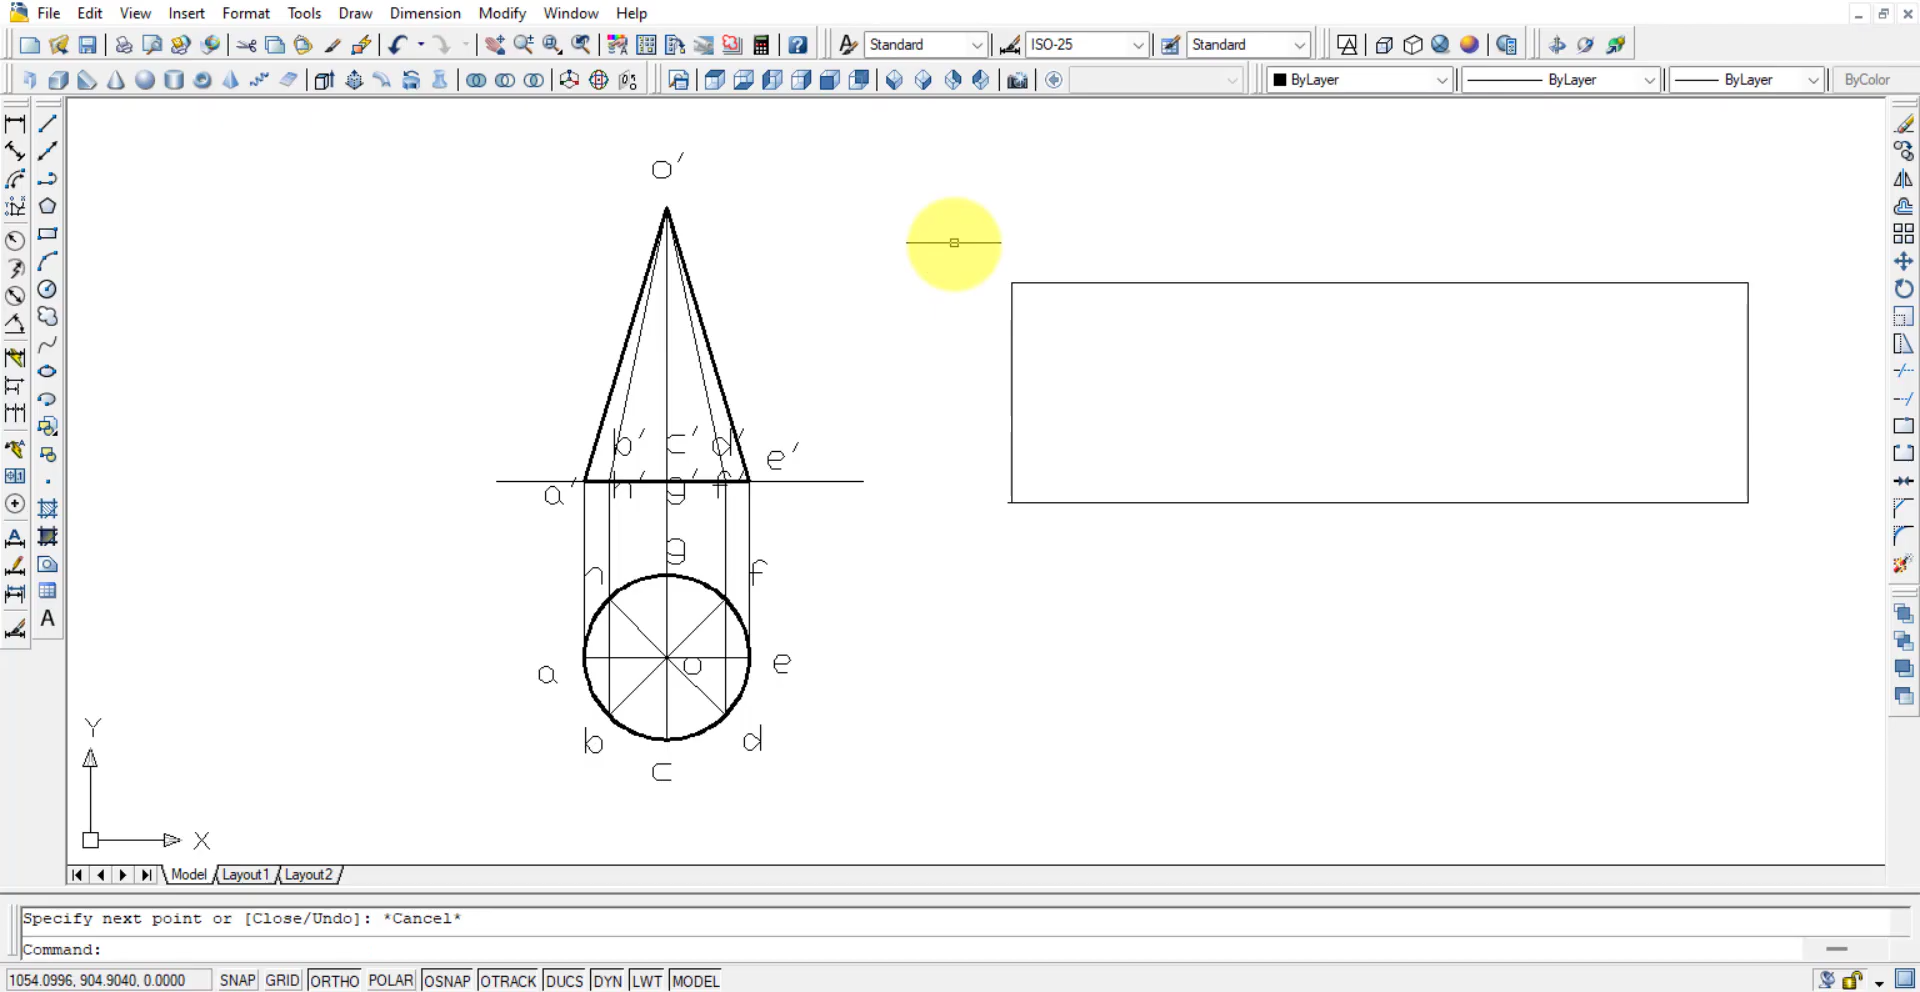 File Edit View Insert Format Tools Draw Dimension Modify Window Help
Standard ISO-25 Standard
ByLayer ByLayer ByLayer ByColor
o'
b' c' d' e'
a' h' g' f'
g
h f
a o e
b d
c
Y
X
Model Layout1 Layout2
Specify next point or [Close/Undo]: *Cancel*
Command:
1054.0996, 904.9040, 0.0000 SNAP GRID ORTHO POLAR OSNAP OTRACK DUCS DYN LWT MODEL